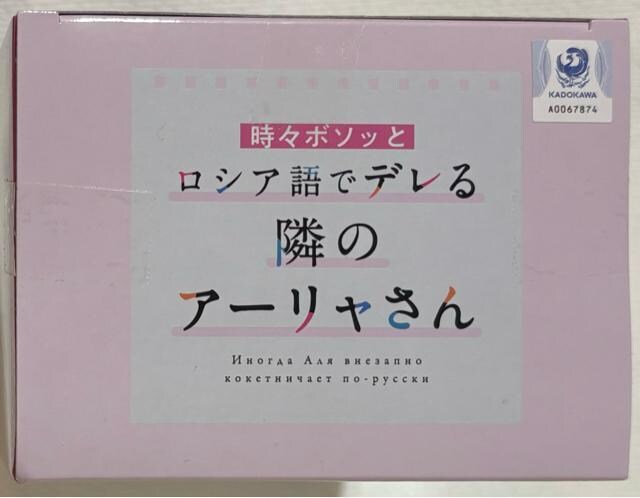 KADOKAWA
A0067874
時々ボソッと
ロシア語でデレる
隣の
アーリャさん
Иногда Аля внезапно
кокетничает по-русски